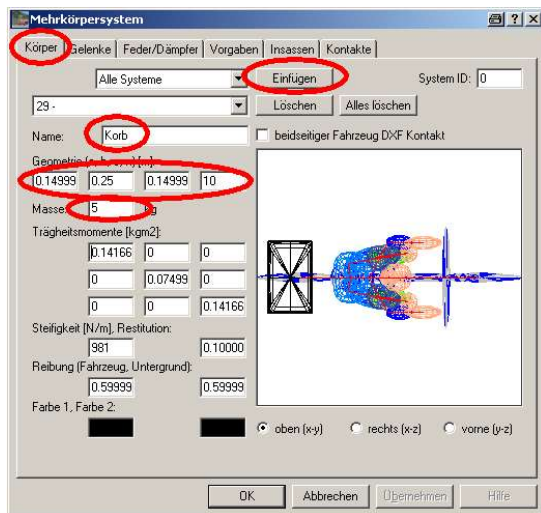 Mehrkörpersystem
Körper Gelenke Feder/Dämpfer Vorgaben Insassen Kontakte
Alle Systeme Einfügen System ID: 0
29 - Löschen Alles löschen
Name: Korb beidseitiger Fahrzeug DXF Kontakt
Geometrie [m]
0.14999 0.25 0.14999 10
Masse: 5 kg
Trägheitsmomente [kgm2]:
0.14166 0 0
0 0.07499 0
0 0 0.14166
Steifigkeit [N/m], Restitution:
981 0.10000
Reibung (Fahrzeug, Untergrund):
0.59999 0.59999
Farbe 1, Farbe 2:
oben (x-y) rechts (x-z) vorne (y-z)
OK Abbrechen Übernehmen Hilfe